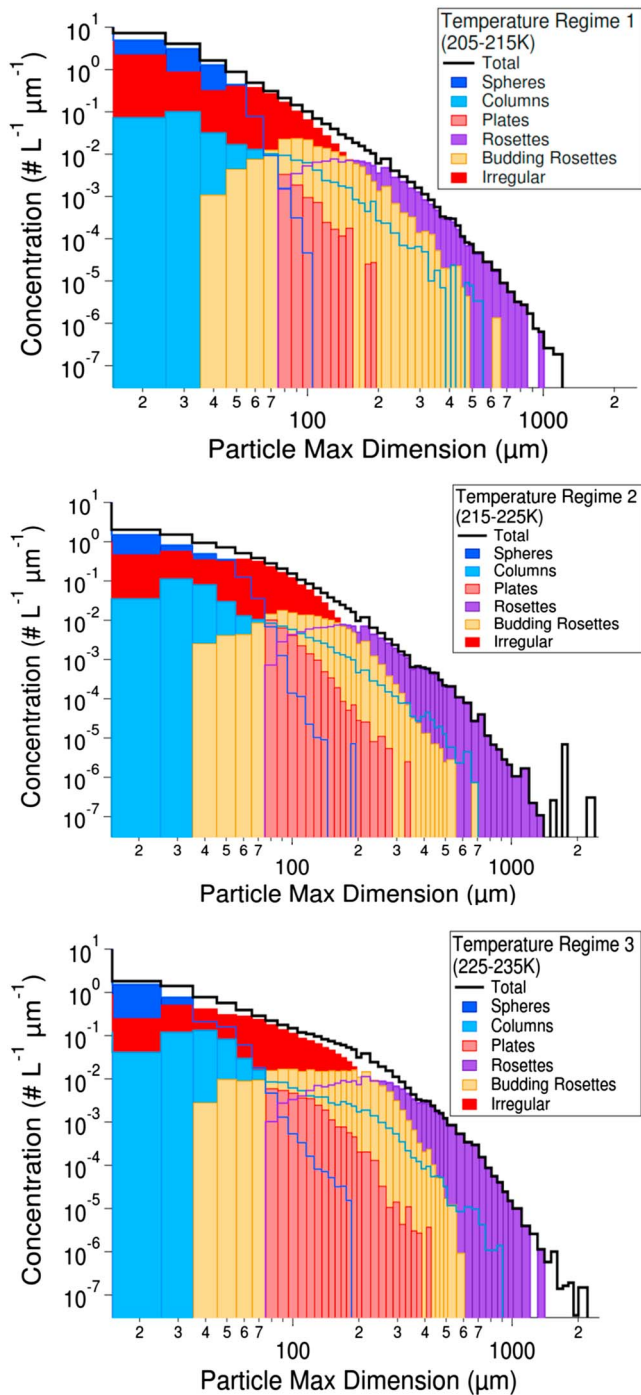 Temperature Regime 1
(205-215K)
Total
Spheres
Columns
Plates
Rosettes
Budding Rosettes
Irregular
Concentration (# L⁻¹ µm⁻¹)
10¹
10⁰
10⁻¹
10⁻²
10⁻³
10⁻⁴
10⁻⁵
10⁻⁶
10⁻⁷
2 3 4 5 6 7 2 3 4 5 6 7 2
100 1000
Particle Max Dimension (µm)
Temperature Regime 2
(215-225K)
Total
Spheres
Columns
Plates
Rosettes
Budding Rosettes
Irregular
Concentration (# L⁻¹ µm⁻¹)
10¹
10⁰
10⁻¹
10⁻²
10⁻³
10⁻⁴
10⁻⁵
10⁻⁶
10⁻⁷
2 3 4 5 6 7 2 3 4 5 6 7 2
100 1000
Particle Max Dimension (µm)
Temperature Regime 3
(225-235K)
Total
Spheres
Columns
Plates
Rosettes
Budding Rosettes
Irregular
Concentration (# L⁻¹ µm⁻¹)
10¹
10⁰
10⁻¹
10⁻²
10⁻³
10⁻⁴
10⁻⁵
10⁻⁶
10⁻⁷
2 3 4 5 6 7 2 3 4 5 6 7 2
100 1000
Particle Max Dimension (µm)